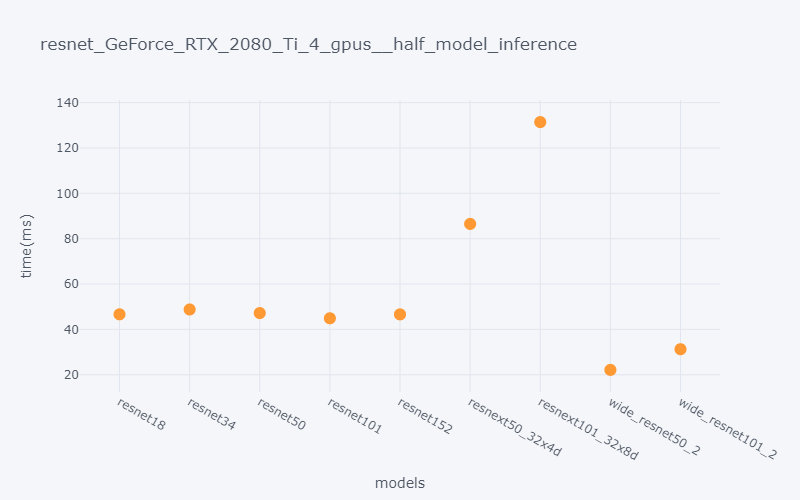 resnet_GeForce_RTX_2080_Ti_4_gpus__half_model_inference
140
120
100
80
60
40
20
time(ms)
resnet18
resnet34
resnet50
resnet101
resnet152
resnext50_32x4d
resnext101_32x8d
wide_resnet50_2
wide_resnet101_2
models